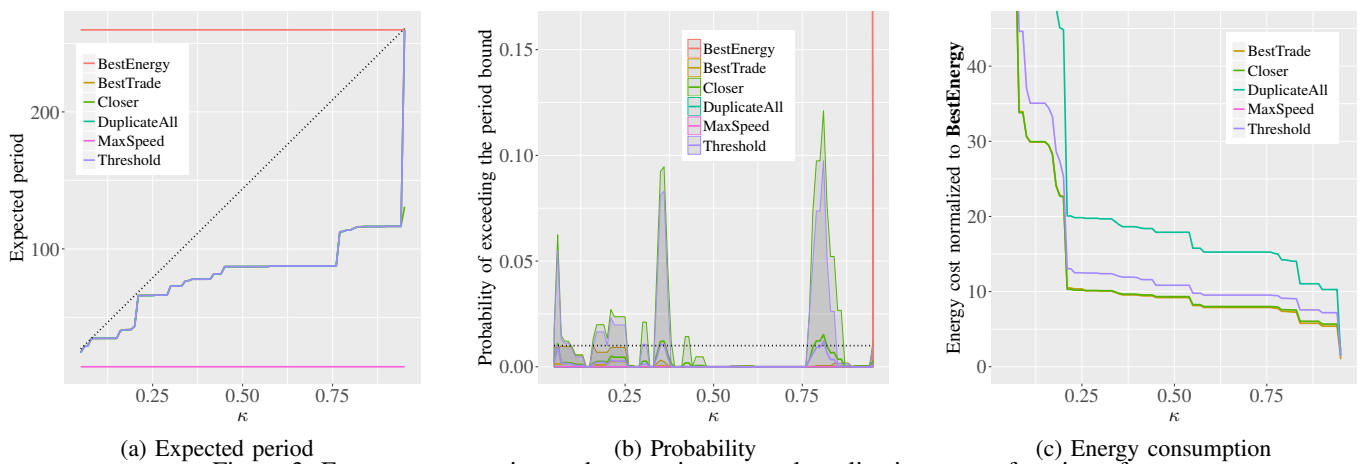 Expected period
200
100
BestEnergy
BestTrade
Closer
DuplicateAll
MaxSpeed
Threshold
0.25 0.50 0.75
κ
(a) Expected period
Probability of exceeding the period bound
0.15
0.10
0.05
0.00
BestEnergy
BestTrade
Closer
DuplicateAll
MaxSpeed
Threshold
0.25 0.50 0.75
κ
(b) Probability
Energy cost normalized to BestEnergy
40
30
20
10
0
BestTrade
Closer
DuplicateAll
MaxSpeed
Threshold
0.25 0.50 0.75
κ
(c) Energy consumption